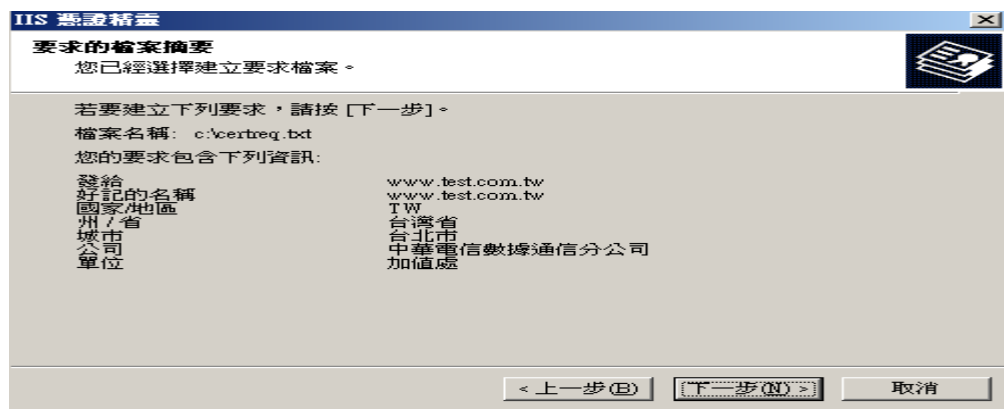 IIS 憑證精靈
要求的檔案摘要
您已經選擇建立要求檔案。
若要建立下列要求，請按 [下一步]。
檔案名稱: c:\certreq.txt
您的要求包含下列資訊:
發給 www.test.com.tw
好記的名稱 www.test.com.tw
國家/地區 TW
州 / 省 台灣省
城市 台北市
公司 中華電信數據通信分公司
單位 加值處
< 上一步(B) 下一步(N) > 取消